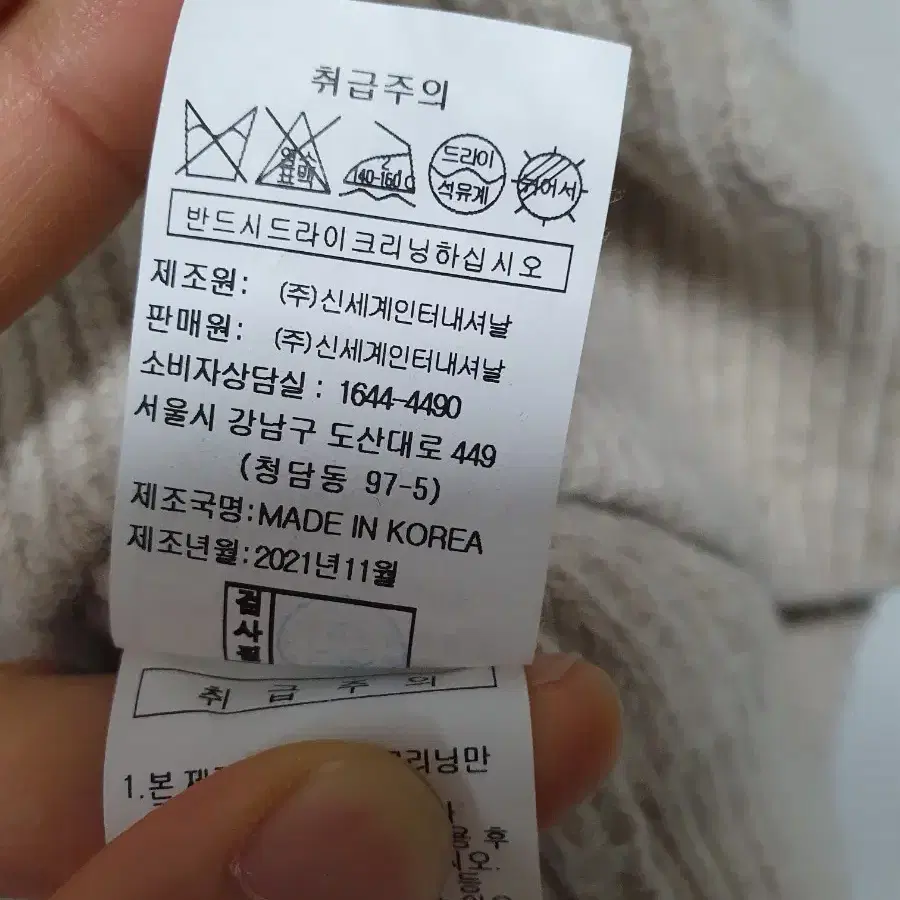 취급주의
염소
표백
2
140-160℃
드라이
석유계
걸어서
반드시드라이크리닝하십시오
제조원: (주)신세계인터내셔날
판매원: (주)신세계인터내셔날
소비자상담실 : 1644-4490
서울시 강남구 도산대로 449
(청담동 97-5)
제조국명:MADE IN KOREA
제조년월:2021년11월
검사필
취급주의
1.본 제
리닝만
후
오.